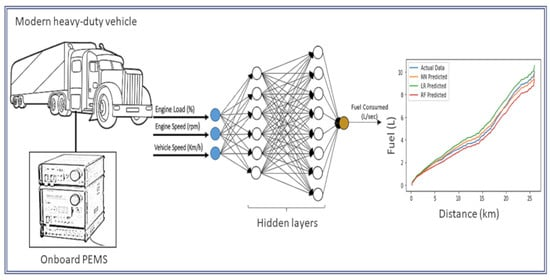 Modern heavy-duty vehicle
Engine Load (%)
Engine Speed (rpm)
Vehicle Speed (Km/h)
Onboard PEMS
Hidden layers
Fuel Consumed
(L/sec)
Actual Data
NN Predicted
LR Predicted
RF Predicted
Fuel (L)
10
8
6
4
2
0
0
5
10
15
20
25
Distance (km)